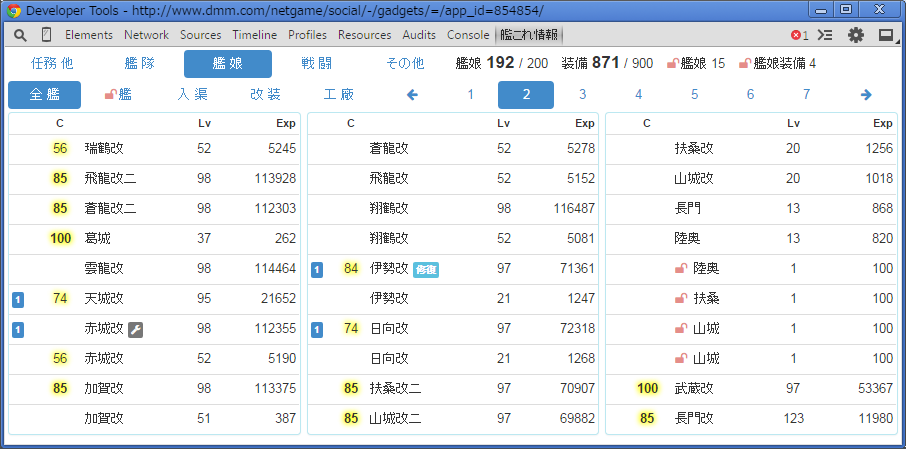 Developer Tools - http://www.dmm.com/netgame/social/-/gadgets/=/app_id=854854/
Elements Network Sources Timeline Profiles Resources Audits Console 艦これ情報 1
任務他 艦隊 艦娘 戦闘 その他 艦娘 192 / 200 装備 871 / 900 艦娘 15 艦娘装備 4
全艦 艦 入渠 改装 工廠 1 2 3 4 5 6 7
C Lv Exp
56 瑞鶴改 52 5245
85 飛龍改二 98 113928
85 蒼龍改二 98 112303
100 葛城 37 262
雲龍改 98 114464
1 74 天城改 95 21652
1 赤城改 98 112355
56 赤城改 52 5190
85 加賀改 98 113375
加賀改 51 387
C Lv Exp
蒼龍改 52 5278
飛龍改 52 5152
翔鶴改 98 116487
翔鶴改 52 5081
1 84 伊勢改 修復 97 71361
伊勢改 21 1247
1 74 日向改 97 72318
日向改 21 1268
85 扶桑改二 97 70907
85 山城改二 97 69882
C Lv Exp
扶桑改 20 1256
山城改 20 1018
長門 13 868
陸奥 13 820
陸奥 1 100
扶桑 1 100
山城 1 100
山城 1 100
100 武蔵改 97 53367
85 長門改 123 11980